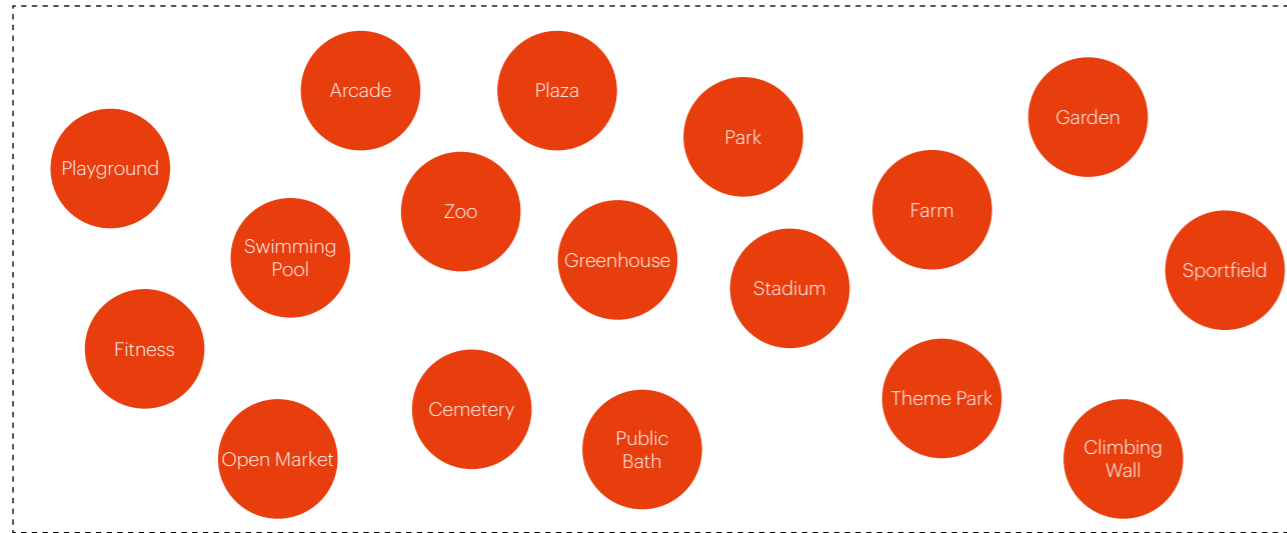 Arcade
Plaza
Park
Garden
Playground
Zoo
Farm
Swimming
Pool
Greenhouse
Stadium
Sportfield
Fitness
Cemetery
Theme Park
Open Market
Public
Bath
Climbing
Wall